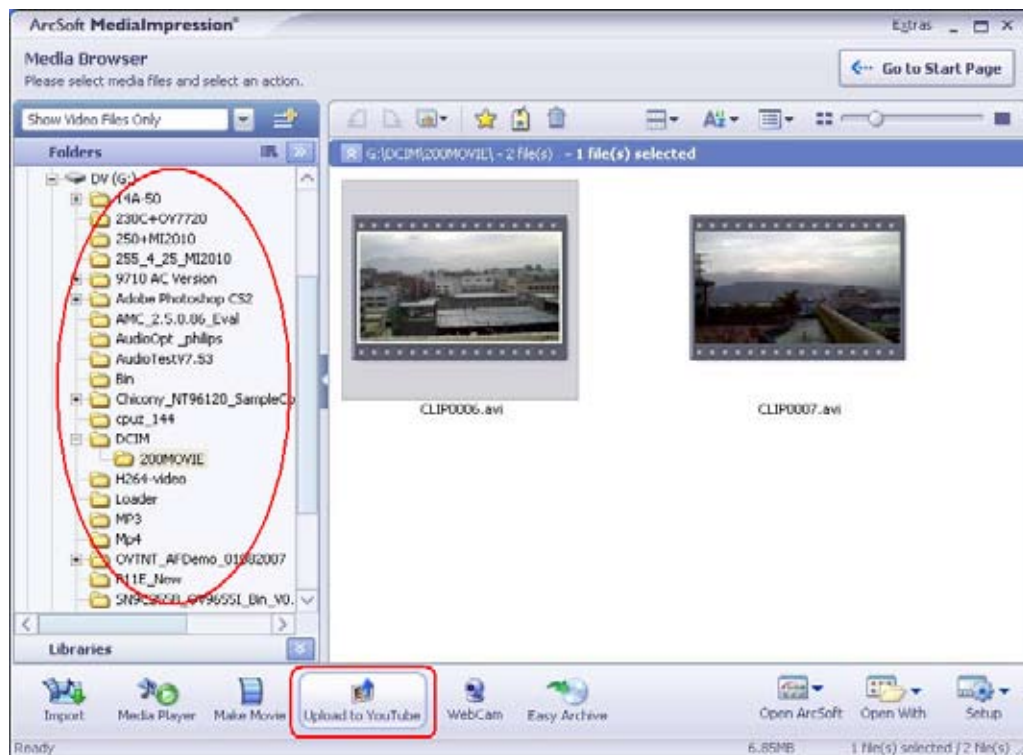 ArcSoft MediaImpression®
Extras
Media Browser
Please select media files and select an action.
Go to Start Page
Show Video Files Only
Folders
G:\DCIM\200MOVIE\ - 2 file(s) - 1 file(s) selected
DV (G:)
14A-50
230C+OV7720
250+MI2010
255_4_25_MI2010
9710 AC Version
Adobe Photoshop CS2
AMC_2.5.0.06_Eval
AudioOpt _philips
AudioTestV7.53
Bin
Chicony_NT96120_SampleCo
cpuz_144
DCIM
200MOVIE
H264-video
Loader
MP3
Mp4
OVTNT_AFDemo_01082007
R11E_New
CLIP0006.avi
CLIP0007.avi
Libraries
Import
Media Player
Make Movie
Upload to YouTube
WebCam
Easy Archive
Open ArcSoft
Open With
Setup
Ready
6.85MB
1 file(s) selected / 2 file(s)